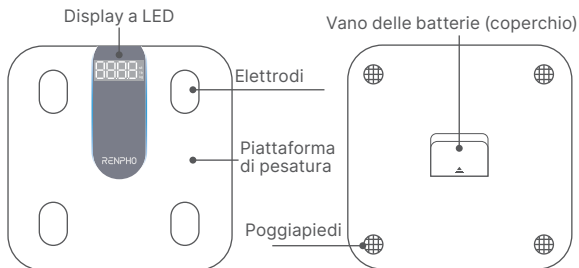 Display a LED
Vano delle batterie (coperchio)
8888
RENPHO
Elettrodi
Piattaforma
di pesatura
Poggiapiedi